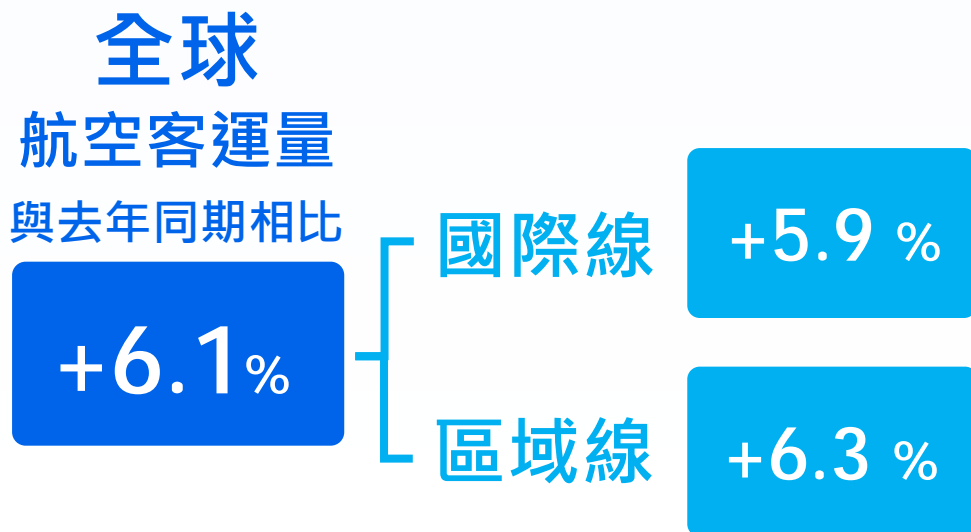 全球
航空客運量
與去年同期相比
+6.1%
國際線
+5.9 %
區域線
+6.3 %